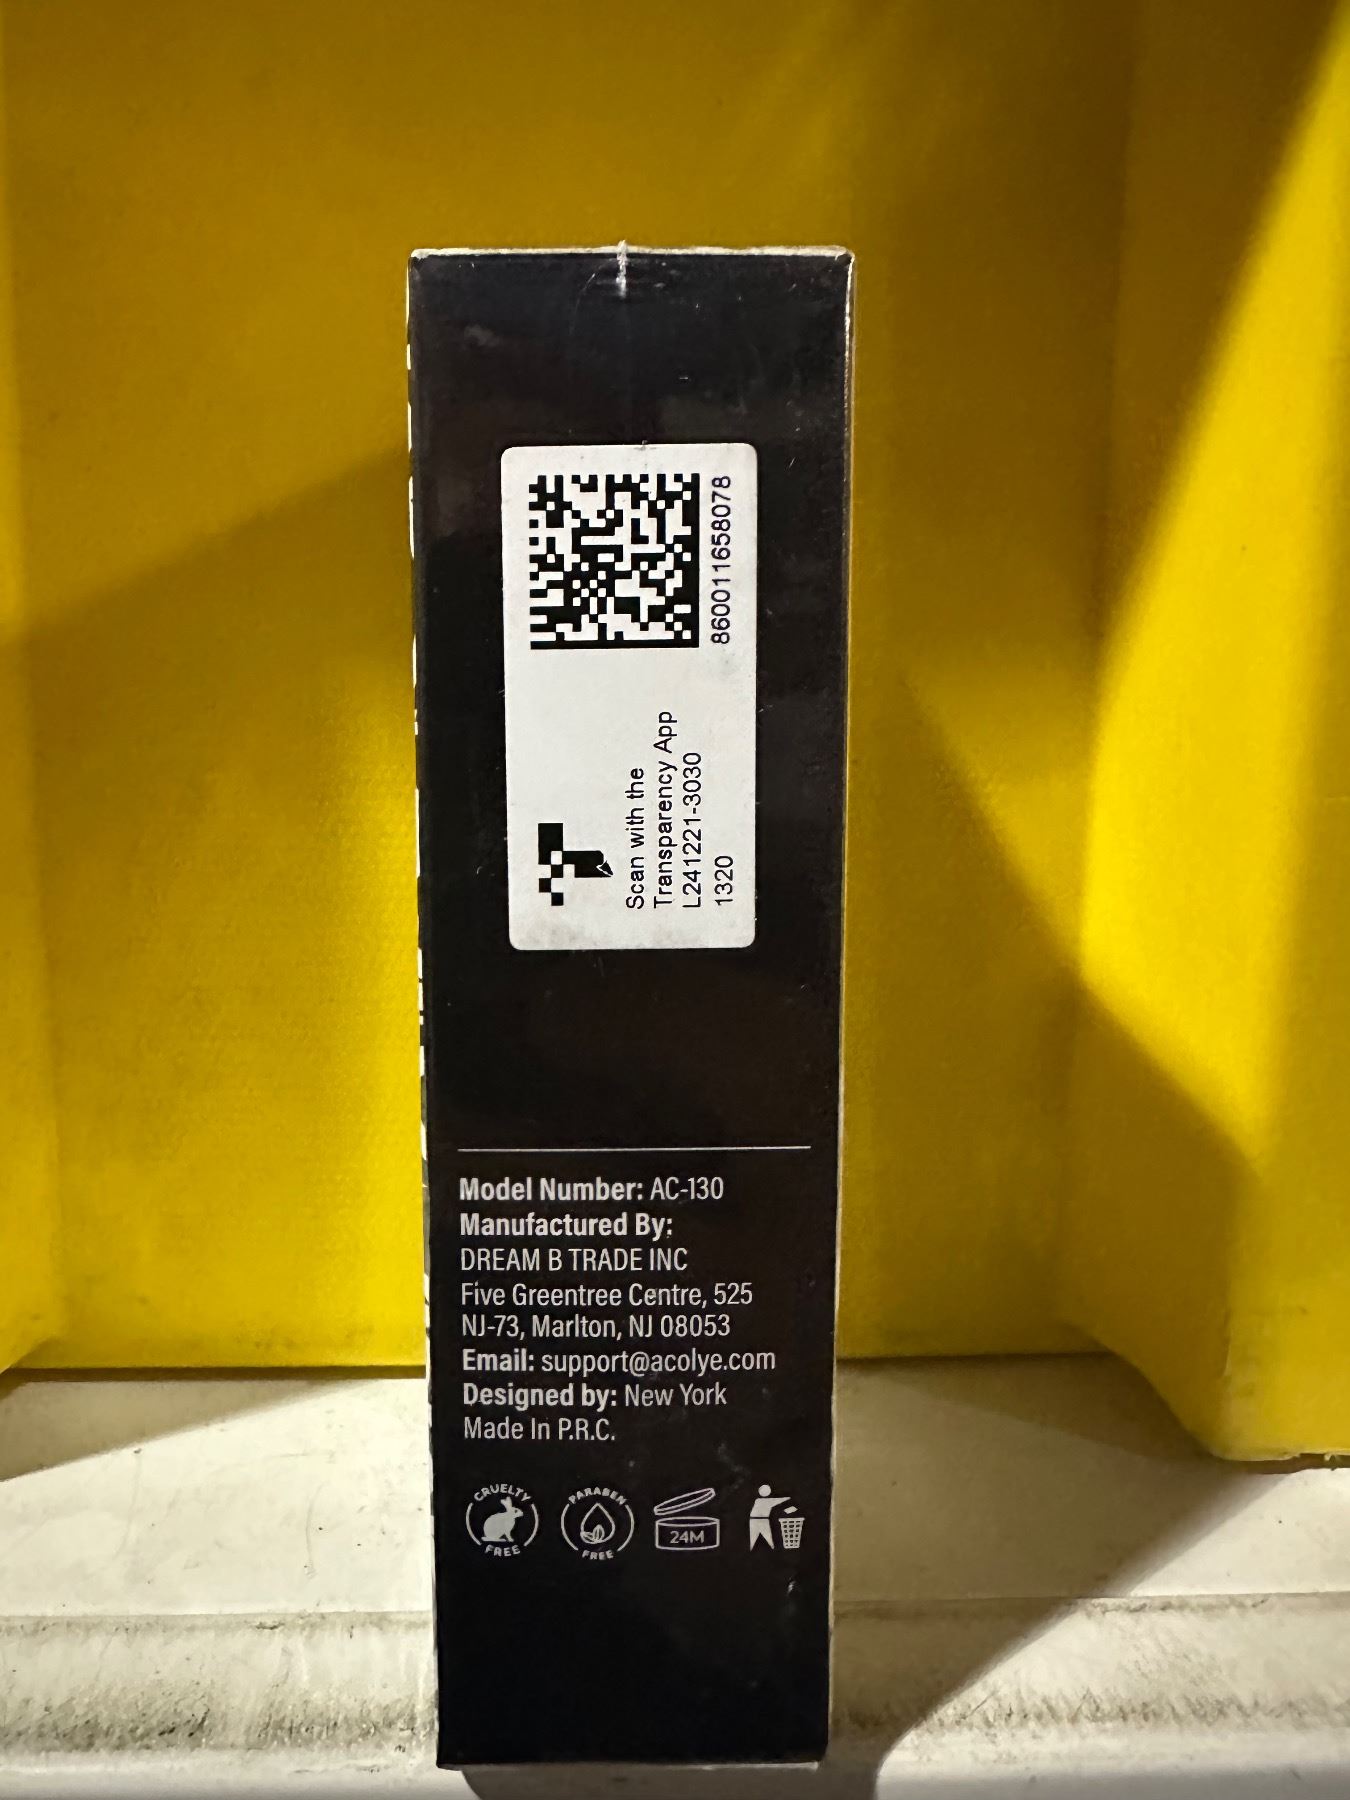 860011658078
Scan with the
Transparency App
L241221-3030
1320
Model Number: AC-130
Manufactured By:
DREAM B TRADE INC
Five Greentree Centre, 525
NJ-73, Marlton, NJ 08053
Email: support@acolye.com
Designed by: New York
Made In P.R.C.
CRUELTY FREE
PARABEN FREE
24M